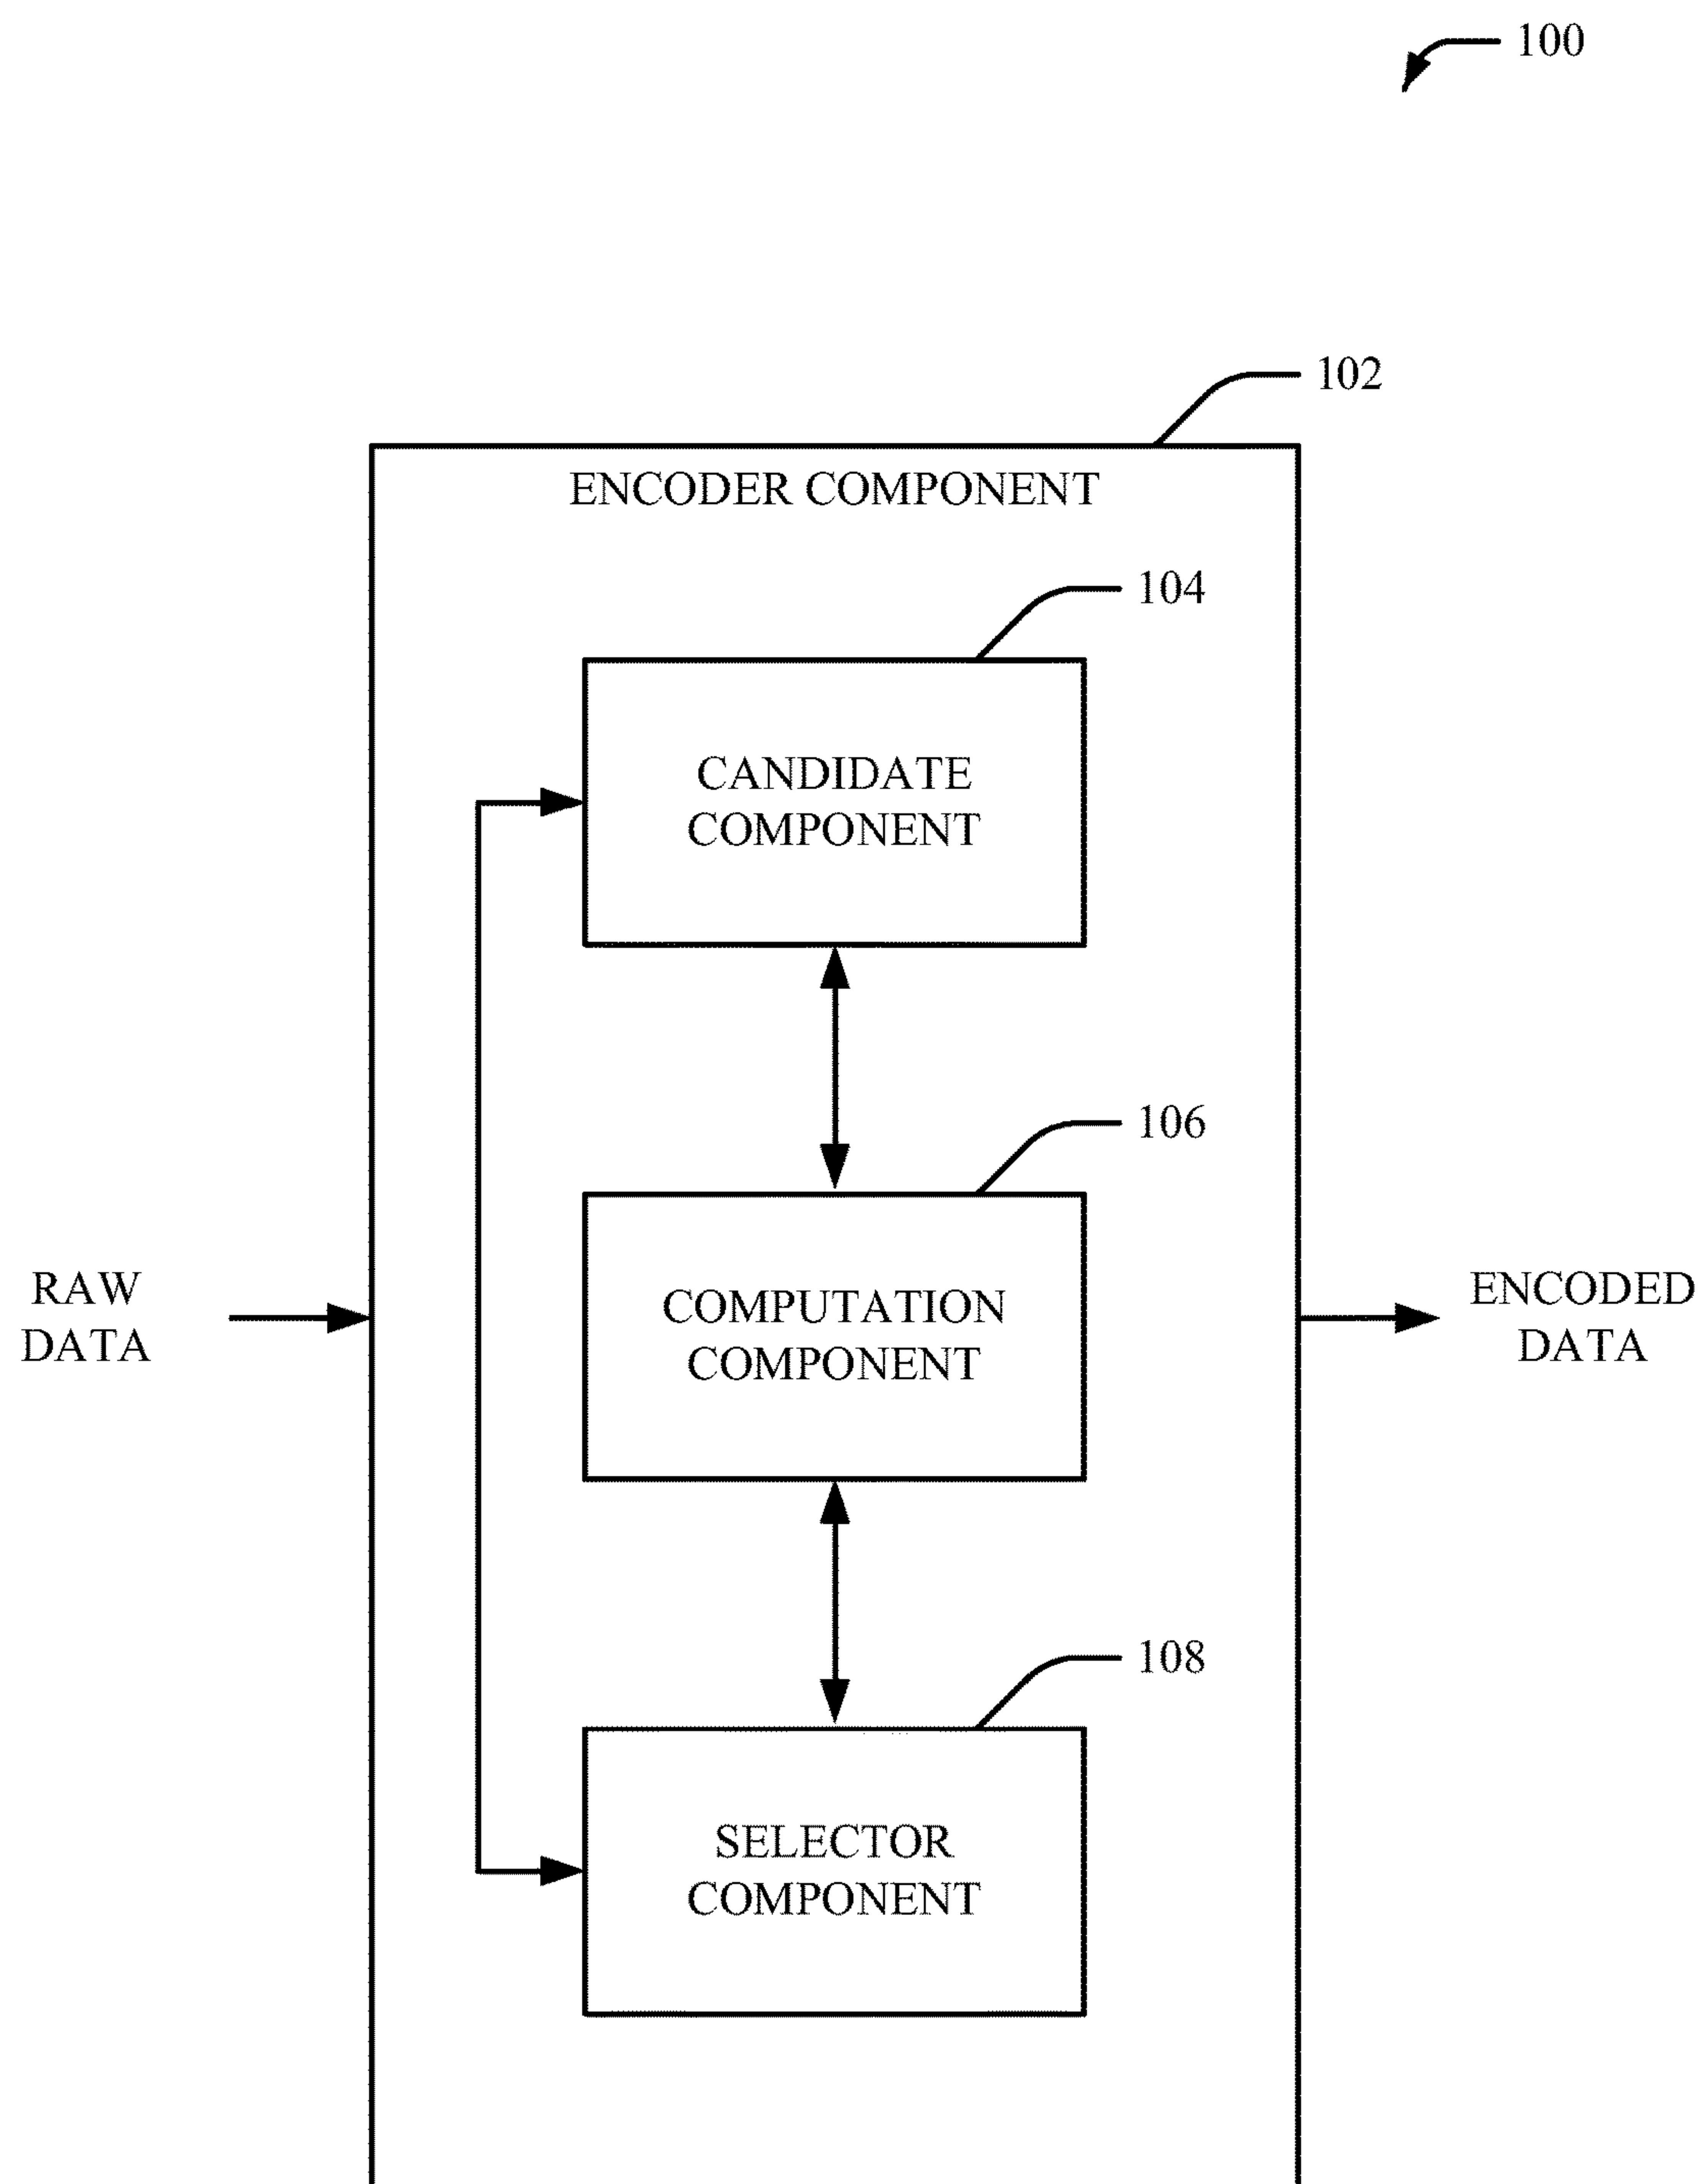 100
102
ENCODER COMPONENT
104
CANDIDATE
COMPONENT
106
RAW
DATA
COMPUTATION
COMPONENT
ENCODED
DATA
108
SELECTOR
COMPONENT